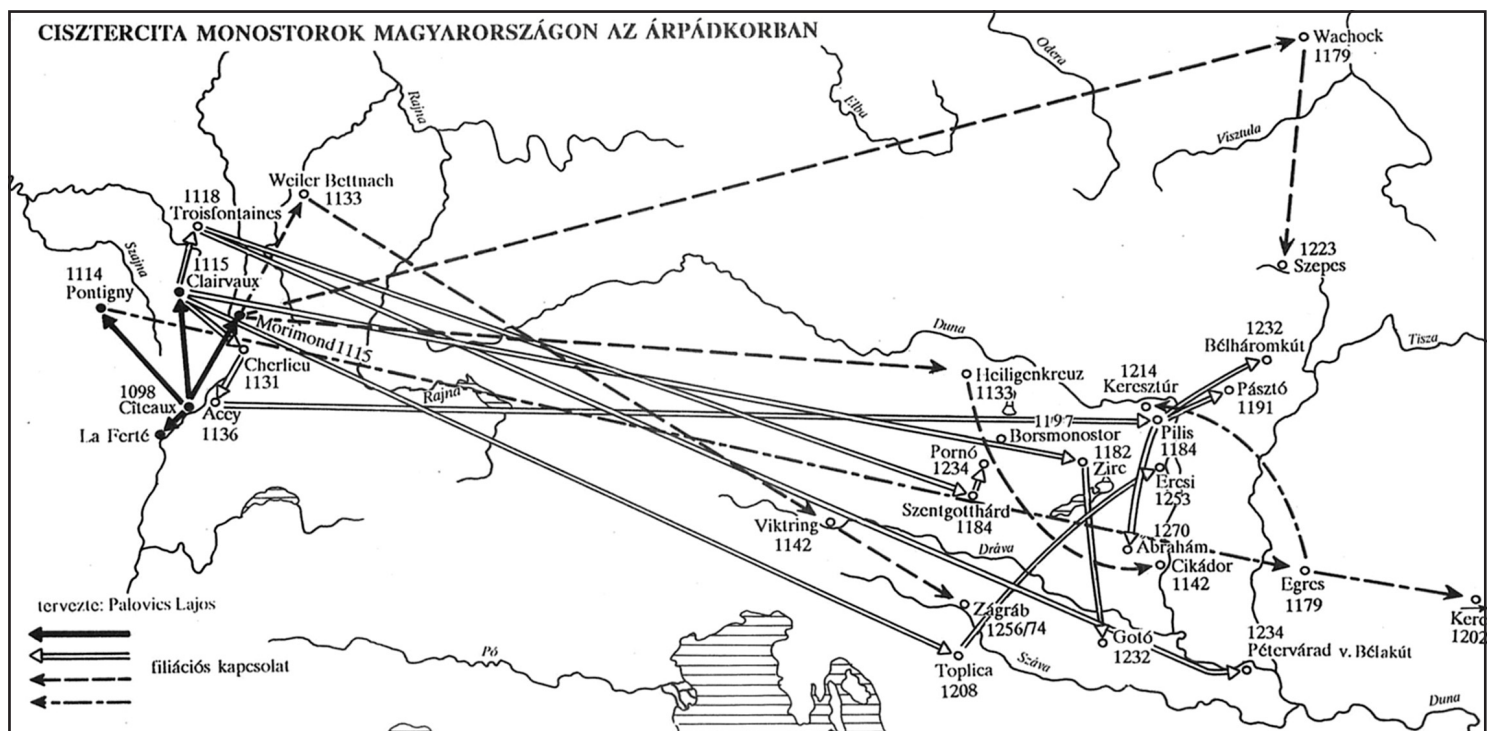 CISZTERCITA MONOSTOROK MAGYARORSZÁGON AZ ÁRPÁDKORBAN
Wachock
1179
Odera
Elba
Rajna
Visztula
Weiler Bettnach
1133
1118
Troisfontaines
Szajna
1115
Clairvaux
1114
Pontigny
1223
Szepes
Morimond 1115
Duna
Tisza
1232
Bélháromkút
Cherlieu
1131
Heiligenkreuz
1133
1214
Keresztúr
Pásztó
1191
1098
Cîteaux
Rajna
Accy
1136
La Ferté
1197
Borsmonostor
Pilis
1184
Pornó
1234
1182
Zirc
Ercsi
1253
Szentgotthárd
1184
Viktring
1142
1270
Ábrahám
Dráva
Cikádor
1142
Egres
1179
Kerc
1202
tervezte: Palovics Lajos
Zágráb
1256/74
Gotó
1232
1234
Pétervárad v. Bélakút
filiációs kapcsolat
Pó
Toplica
1208
Száva
Duna